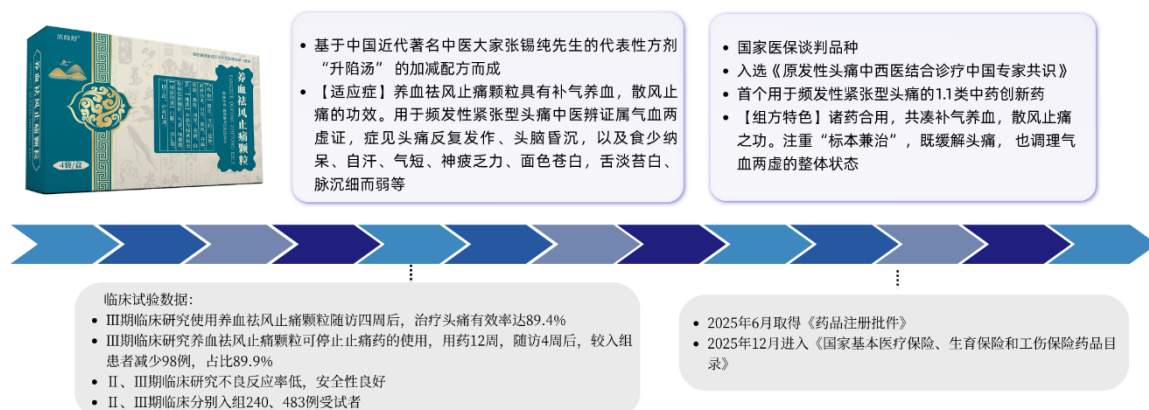 养血祛风止痛颗粒
养血祛风止痛颗粒
4袋/盒
• 基于中国近代著名中医大家张锡纯先生的代表性方剂
“升陷汤” 的加减配方而成
• 【适应症】养血祛风止痛颗粒具有补气养血，散风止
痛的功效。用于频发性紧张型头痛中医辨证属气血两
虚证，症见头痛反复发作、头脑昏沉，以及食少纳
呆、自汗、气短、神疲乏力、面色苍白，舌淡苔白、
脉沉细而弱等
• 国家医保谈判品种
• 入选《原发性头痛中西医结合诊疗中国专家共识》
• 首个用于频发性紧张型头痛的1.1类中药创新药
• 【组方特色】诸药合用，共凑补气养血，散风止痛
之功。注重“标本兼治”，既缓解头痛，也调理气
血两虚的整体状态
临床试验数据：
• Ⅲ期临床研究使用养血祛风止痛颗粒随访四周后，治疗头痛有效率达89.4%
• Ⅲ期临床研究养血祛风止痛颗粒可停止止痛药的使用，用药12周，随访4周后，较入组
患者减少98例，占比89.9%
• Ⅱ、Ⅲ期临床研究不良反应率低，安全性良好
• Ⅱ、Ⅲ期临床分别入组240、483例受试者
• 2025年6月取得《药品注册批件》
• 2025年12月进入《国家基本医疗保险、生育保险和工伤保险药品目
录》